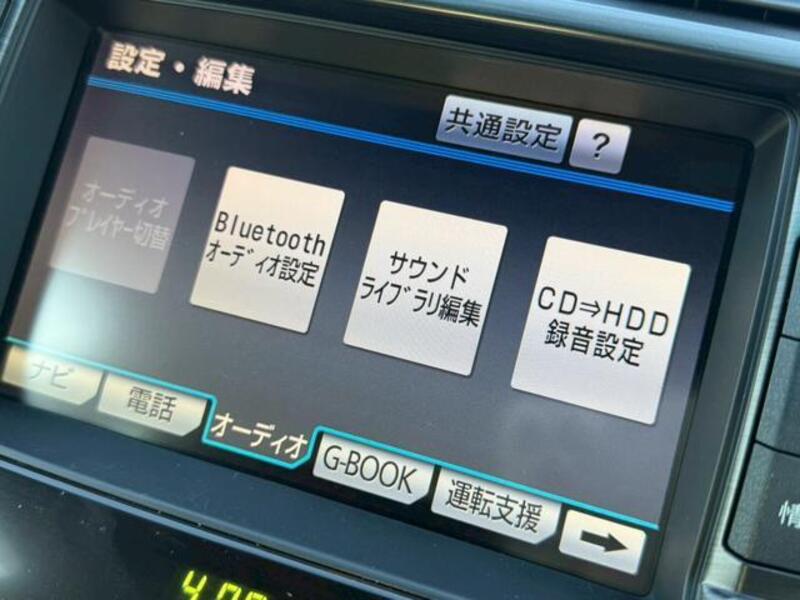 設定・編集
共通設定
?
オーディオ
プレイヤー切替
Bluetooth
オーディオ設定
サウンド
ライブラリ編集
CD⇒HDD
録音設定
ナビ
電話
オーディオ
G-BOOK
運転支援
➡
情